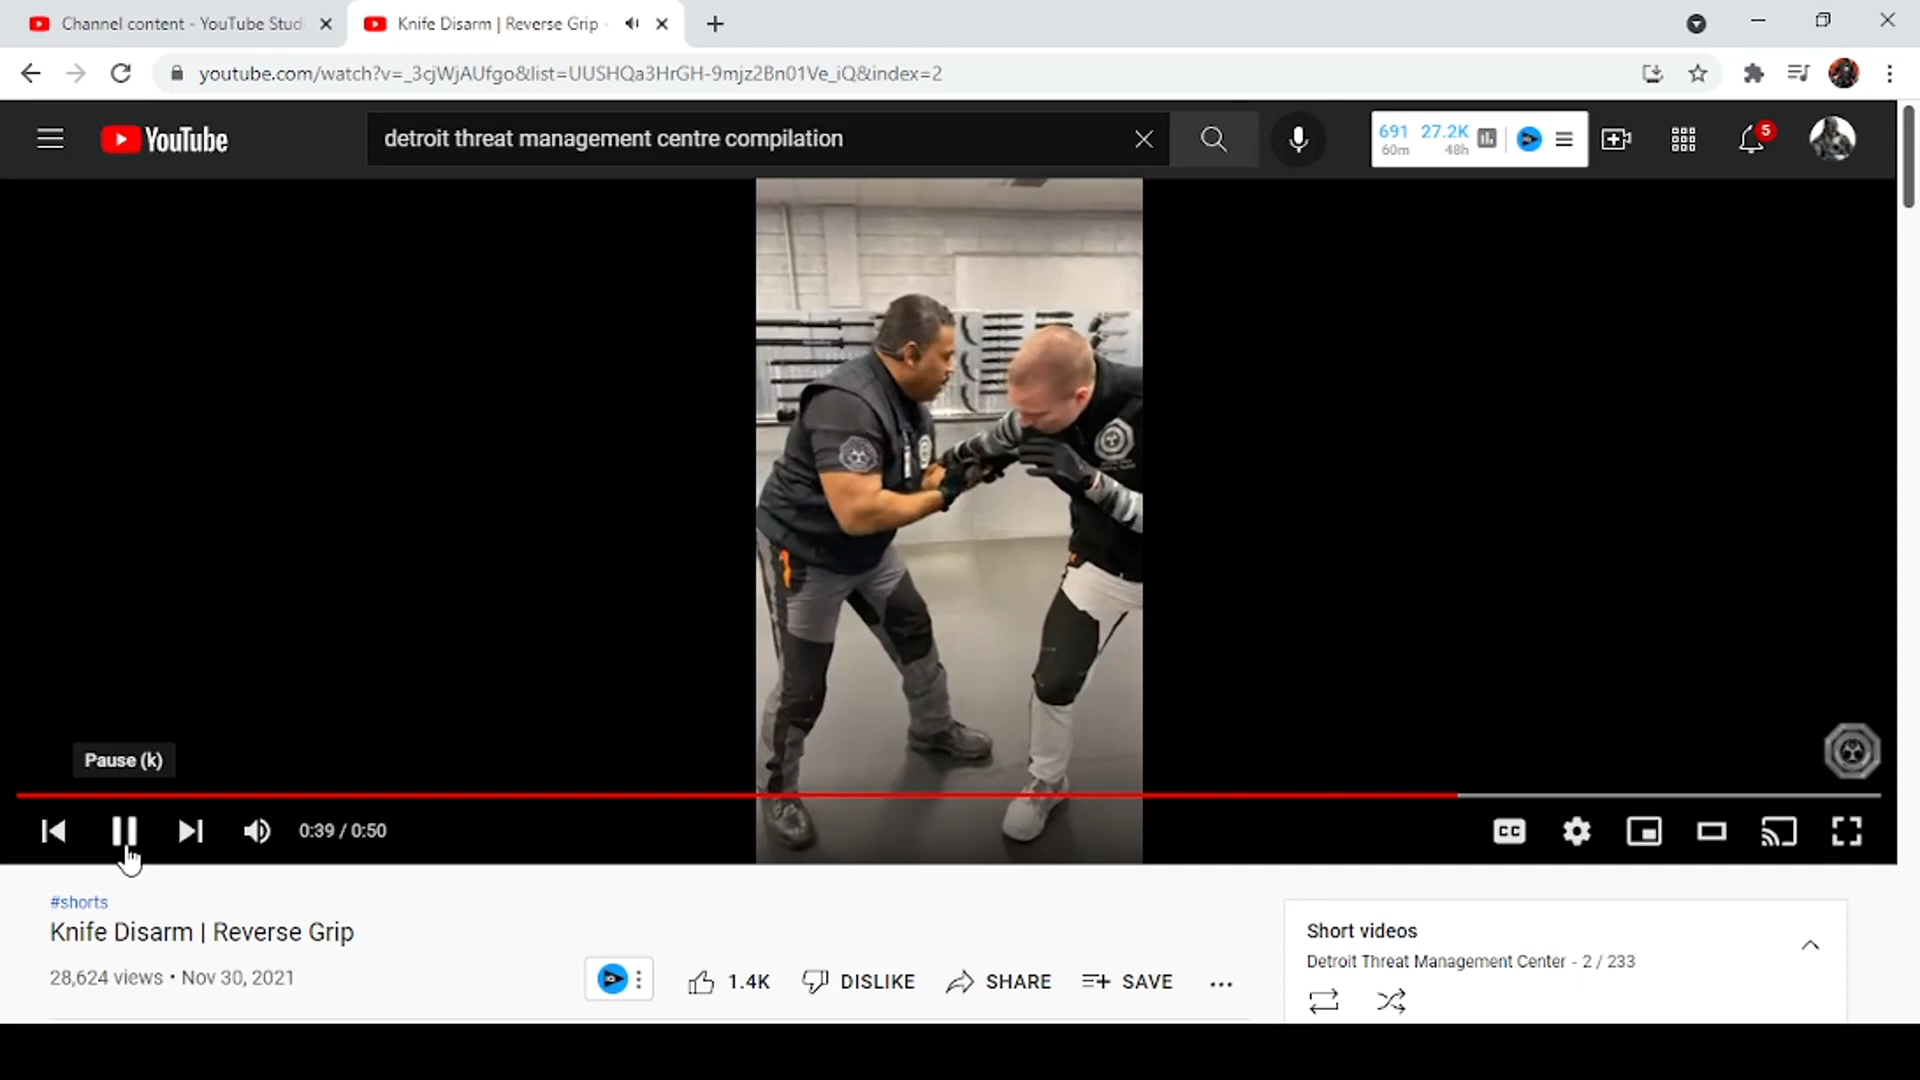 Channel content - YouTube Stud
Knife Disarm | Reverse Grip -
youtube.com/watch?v=_3cjWjAUfgo&list=UUSHQa3HrGH-9mjz2Bn01Ve_iQ&index=2
YouTube
detroit threat management centre compilation
691 27.2K
60m 48h
5
Pause (k)
0:39 / 0:50
CC
#shorts
Knife Disarm | Reverse Grip
28,624 views • Nov 30, 2021
1.4K DISLIKE SHARE SAVE
Short videos
Detroit Threat Management Center - 2 / 233